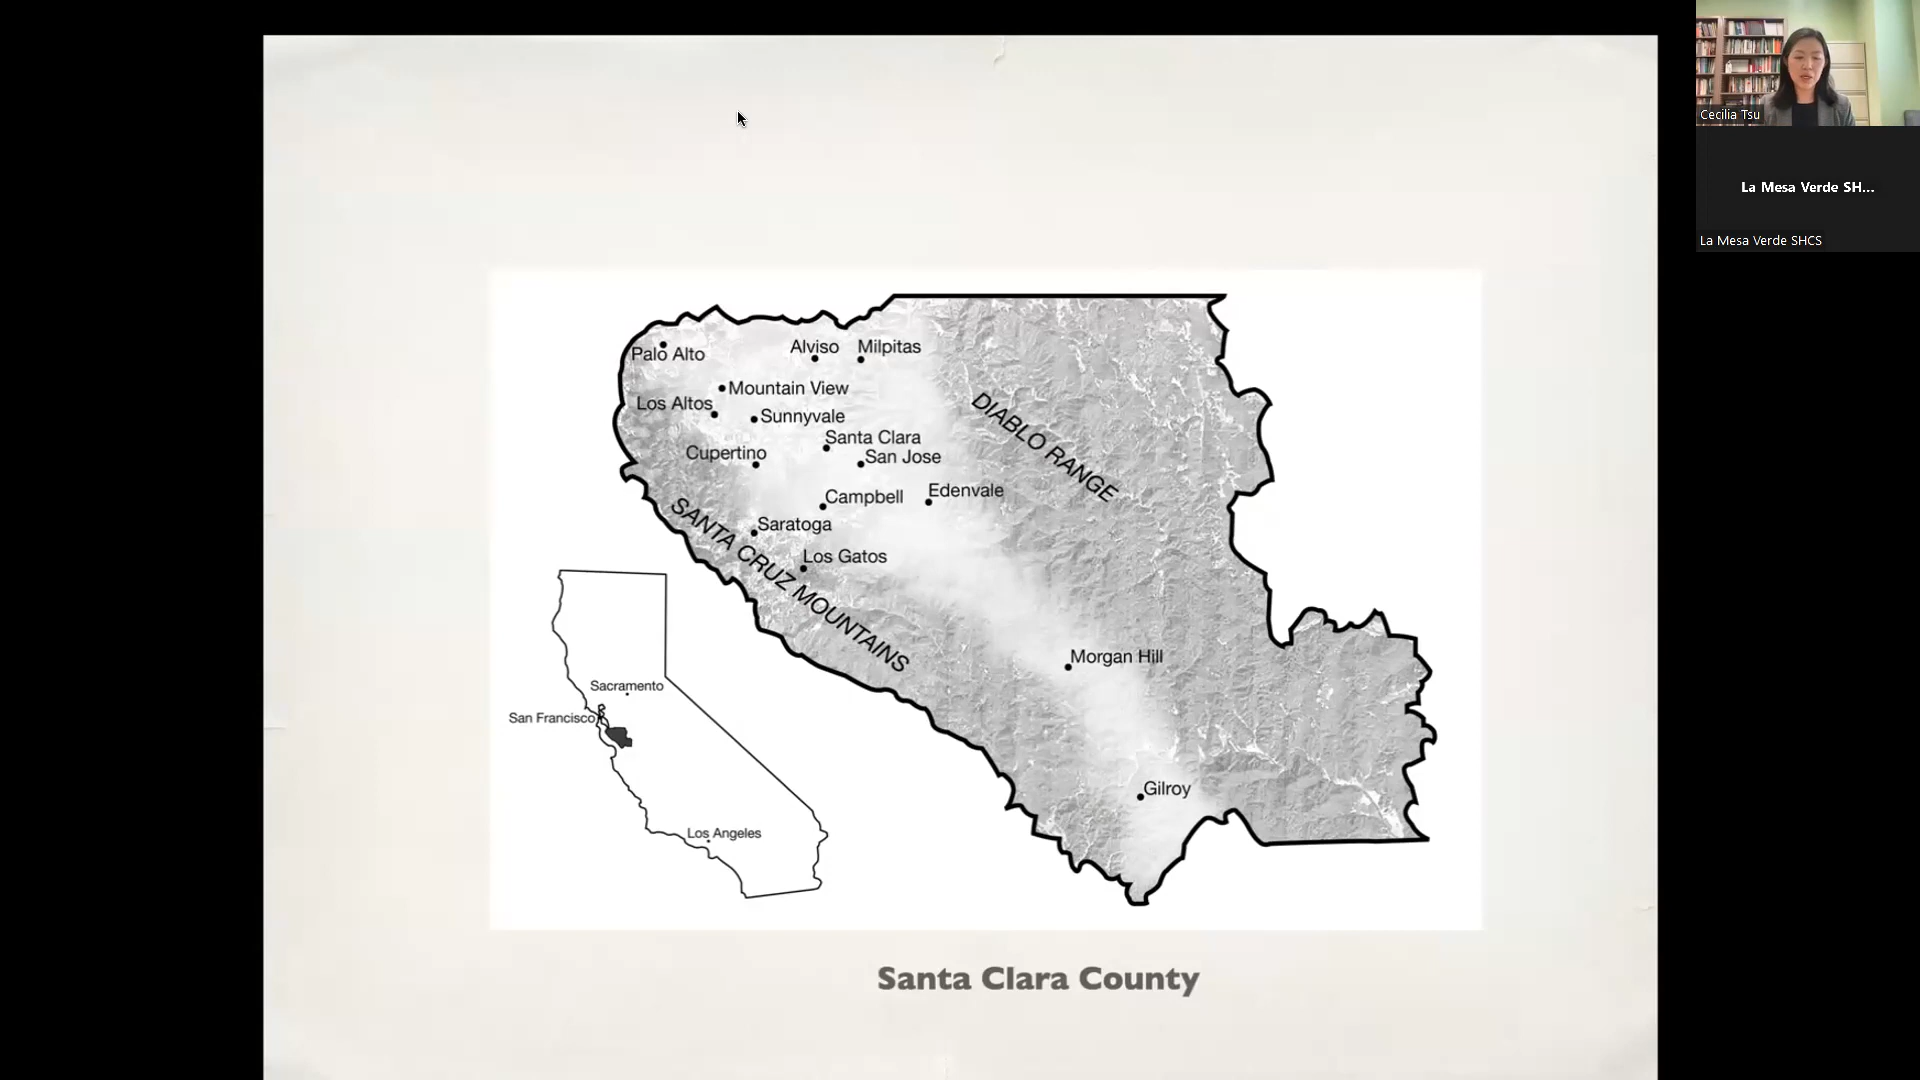 Cecilia Tsu
La Mesa Verde SH...
La Mesa Verde SHCS
Palo Alto
Alviso
Milpitas
Mountain View
Los Altos
Sunnyvale
Santa Clara
Cupertino
San Jose
Campbell
Edenvale
Saratoga
Los Gatos
DIABLO RANGE
SANTA CRUZ MOUNTAINS
Morgan Hill
Gilroy
Sacramento
San Francisco
Los Angeles
Santa Clara County